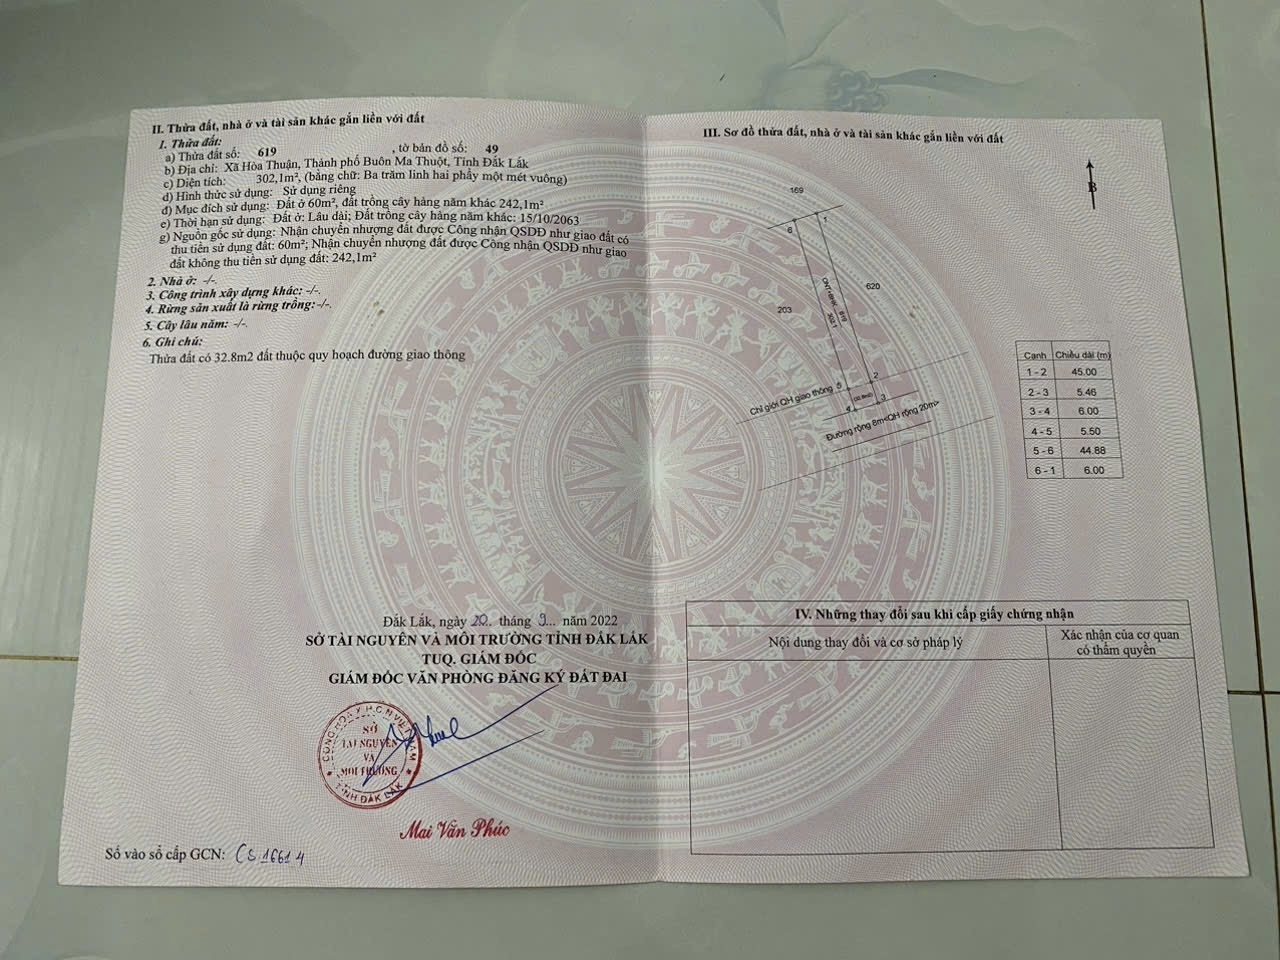 II. Thửa đất, nhà ở và tài sản khác gắn liền với đất
1. Thửa đất:
a) Thửa đất số: 619 , tờ bản đồ số: 49
b) Địa chỉ: Xã Hòa Thuận, Thành phố Buôn Ma Thuột, Tỉnh Đắk Lắk
c) Diện tích: 302,1m², (bằng chữ: Ba trăm linh hai phẩy một mét vuông)
d) Hình thức sử dụng: Sử dụng riêng
đ) Mục đích sử dụng: Đất ở 60m², đất trồng cây hàng năm khác 242,1m²
e) Thời hạn sử dụng: Đất ở: Lâu dài; Đất trồng cây hàng năm khác: 15/10/2063
g) Nguồn gốc sử dụng: Nhận chuyển nhượng đất được Công nhận QSDĐ như giao đất có
thu tiền sử dụng đất: 60m²; Nhận chuyển nhượng đất được Công nhận QSDĐ như giao
đất không thu tiền sử dụng đất: 242,1m²
2. Nhà ở: -/-.
3. Công trình xây dựng khác: -/-.
4. Rừng sản xuất là rừng trồng:-/-.
5. Cây lâu năm: -/-.
6. Ghi chú:
Thửa đất có 32.8m2 đất thuộc quy hoạch đường giao thông
Đắk Lắk, ngày 20. tháng 9... năm 2022
SỞ TÀI NGUYÊN VÀ MÔI TRƯỜNG TỈNH ĐẮK LẮK
TUQ. GIÁM ĐỐC
GIÁM ĐỐC VĂN PHÒNG ĐĂNG KÝ ĐẤT ĐAI
CỘNG HÒA X.H.C.N VIỆT NAM
SỞ
TÀI NGUYÊN
VÀ
MÔI TRƯỜNG
TỈNH ĐẮK LẮK
Mai Văn Phúc
Số vào sổ cấp GCN: CS 16614
III. Sơ đồ thửa đất, nhà ở và tài sản khác gắn liền với đất
B
169
6
1
620
203
ONT+NHK 619
302.1
5
2
Chỉ giới QH giao thông
4
3
Đường rộng 8m<QH rộng 20m>
Cạnh Chiều dài (m)
1 - 2 45.00
2 - 3 5.46
3 - 4 6.00
4 - 5 5.50
5 - 6 44.88
6 - 1 6.00
IV. Những thay đổi sau khi cấp giấy chứng nhận
Nội dung thay đổi và cơ sở pháp lý
Xác nhận của cơ quan
có thẩm quyền